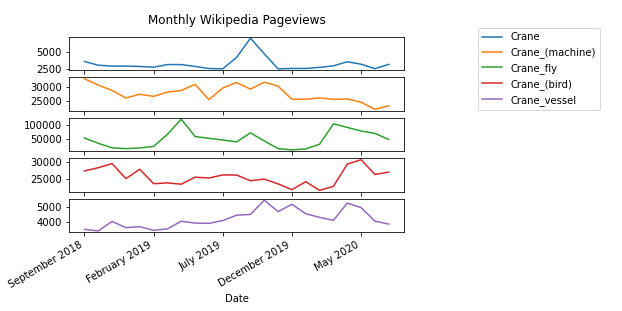 Monthly Wikipedia Pageviews
Crane
Crane_(machine)
Crane_fly
Crane_(bird)
Crane_vessel
5000
2500
30000
25000
100000
50000
30000
25000
5000
4000
September 2018
February 2019
July 2019
December 2019
May 2020
Date